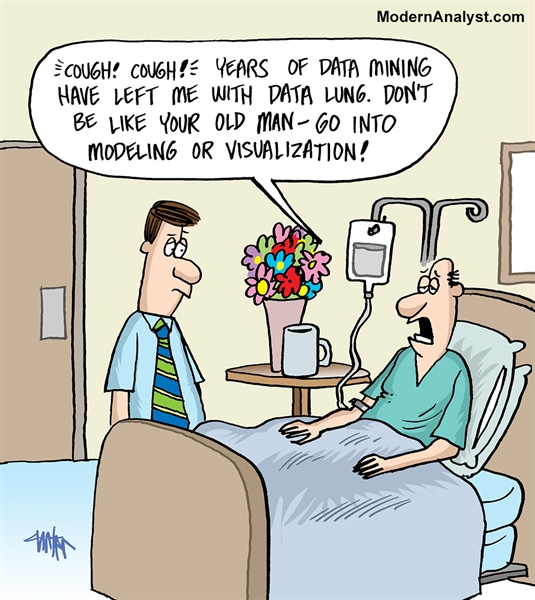 ModernAnalyst.com
COUGH! COUGH! YEARS OF DATA MINING
HAVE LEFT ME WITH DATA LUNG. DON'T
BE LIKE YOUR OLD MAN – GO INTO
MODELING OR VISUALIZATION!